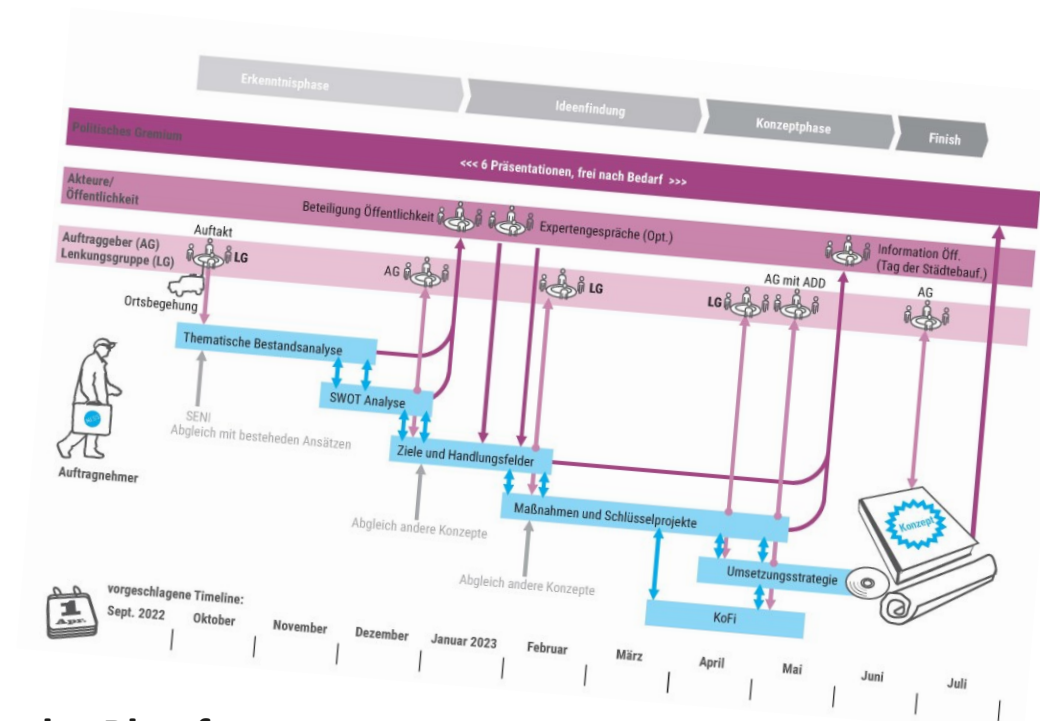 Erkenntnisphase
Ideenfindung
Konzeptphase
Finish
Politisches Gremium
<<< 6 Präsentationen, frei nach Bedarf >>>
Akteure/
Öffentlichkeit
Beteiligung Öffentlichkeit
Expertengespräche (Opt.)
Information Öff.
(Tag der Städtebauf.)
Auftraggeber (AG)
Lenkungsgruppe (LG)
Auftakt
LG
AG
LG
LG
AG mit ADD
AG
Ortsbegehung
Thematische Bestandsanalyse
SWOT Analyse
SENI
Abgleich mit besteheden Ansätzen
Ziele und Handlungsfelder
Auftragnehmer
Abgleich andere Konzepte
Maßnahmen und Schlüsselprojekte
Konzept
Abgleich andere Konzepte
Umsetzungsstrategie
KoFi
1
Apr.
vorgeschlagene Timeline:
Sept. 2022
Oktober
November
Dezember
Januar 2023
Februar
März
April
Mai
Juni
Juli